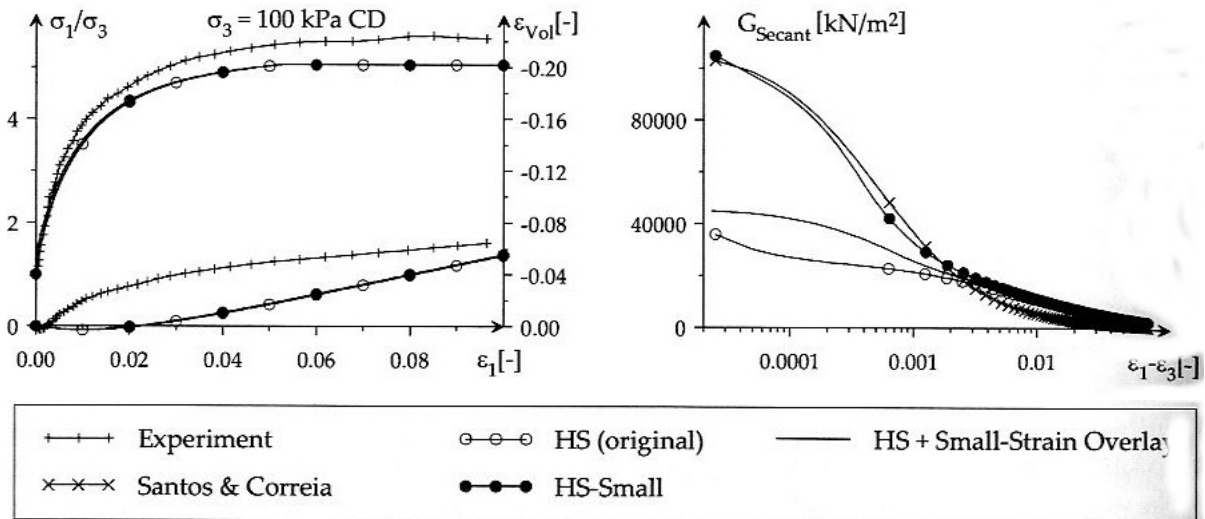 σ1/σ3
σ3 = 100 kPa CD
εVol[-]
4
2
0
-0.20
-0.16
-0.12
-0.08
-0.04
0.00
0.00
0.02
0.04
0.06
0.08
ε1[-]
GSecant [kN/m²]
80000
40000
0
0.0001
0.001
0.01
ε1-ε3[-]
Experiment
HS (original)
HS + Small-Strain Overlay
Santos & Correia
HS-Small